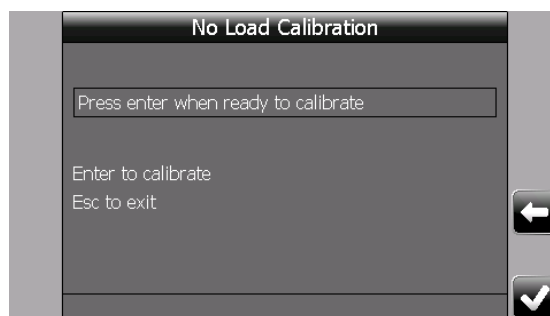 No Load Calibration
Press enter when ready to calibrate
Enter to calibrate
Esc to exit